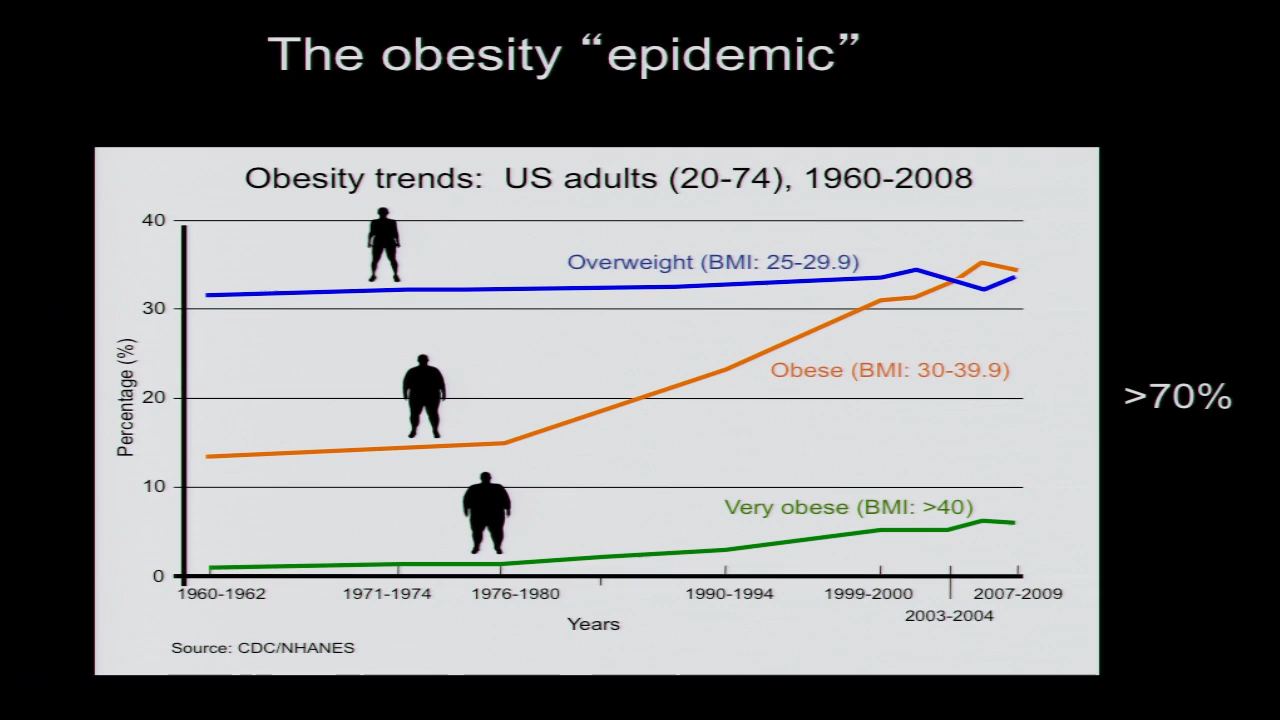 The obesity “epidemic”
Obesity trends: US adults (20-74), 1960-2008
40
Overweight (BMI: 25-29.9)
30
Obese (BMI: 30-39.9)
>70%
20
Percentage (%)
10
Very obese (BMI: >40)
0
1960-1962 1971-1974 1976-1980 1990-1994 1999-2000 2007-2009
2003-2004
Years
Source: CDC/NHANES